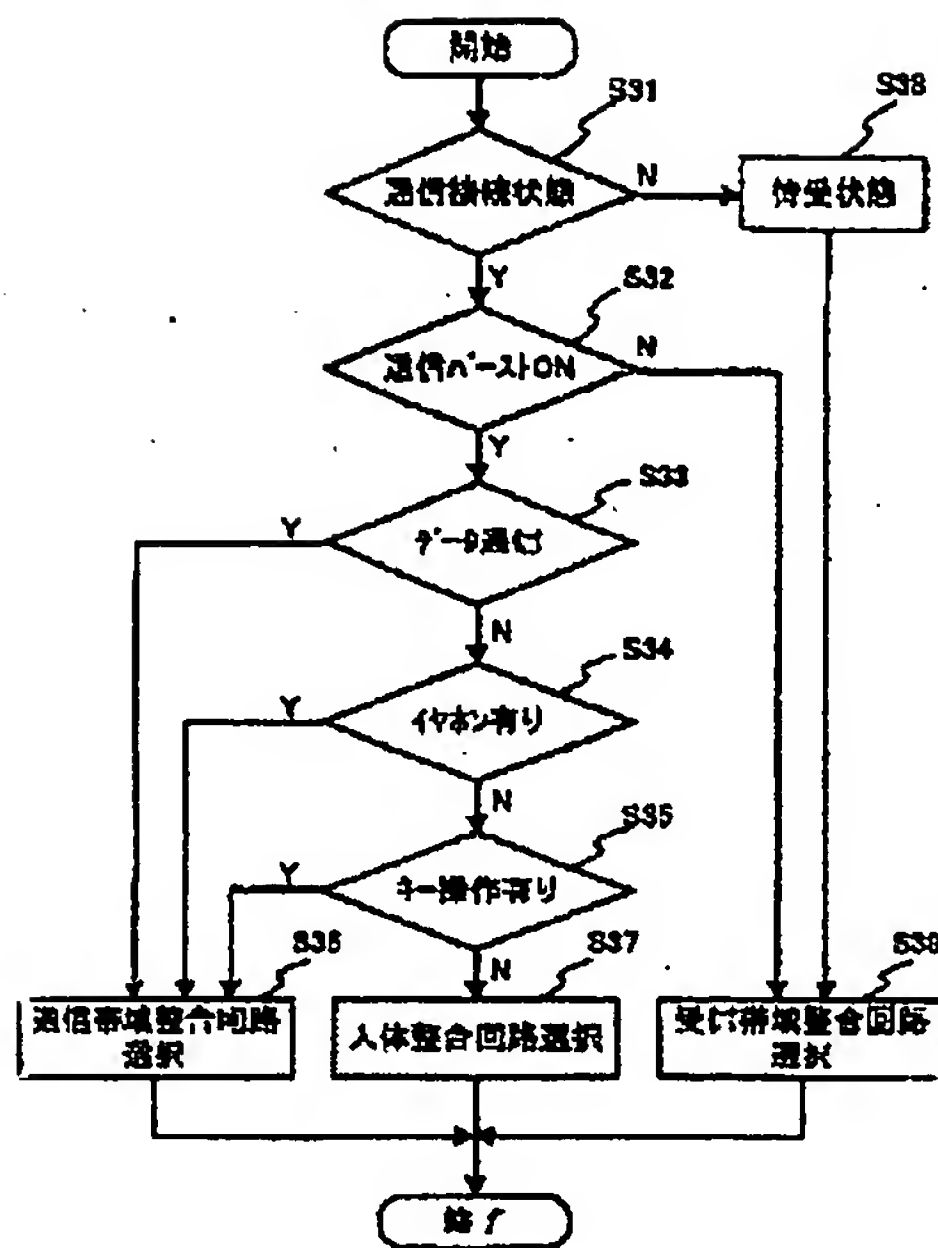 開始
S31
通信接続状態
N
S38
待受状態
Y
S32
送信バーストON
N
Y
S33
データ通信
Y
N
S34
イヤホン有り
Y
N
S35
キー操作有り
Y
N
S36
送信帯域整合回路
選択
S37
人体整合回路選択
受信帯域整合回路
選択
終了